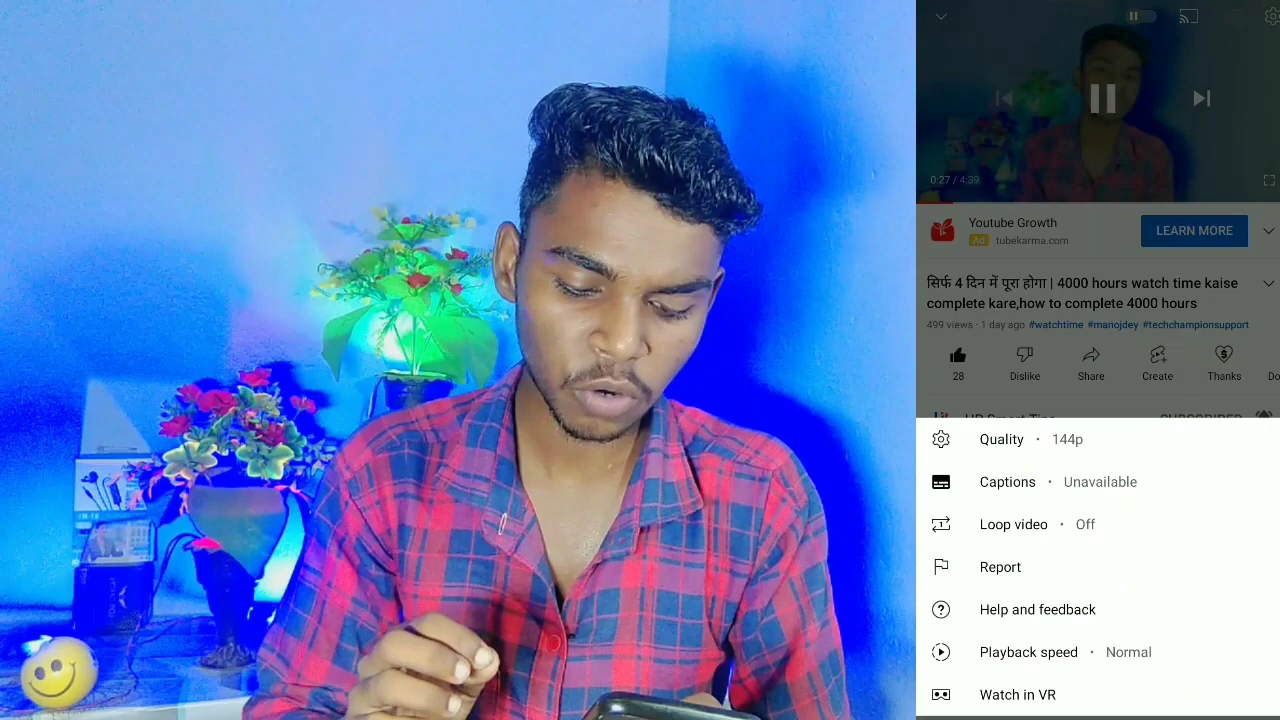 0:27 / 4:39
Youtube Growth
Ad tubekarma.com
LEARN MORE
सिर्फ 4 दिन में पूरा होगा | 4000 hours watch time kaise
complete kare,how to complete 4000 hours
499 views · 1 day ago #watchtime #manojdey #techchampionsupport
28 Dislike Share Create Thanks Do
SUBSCRIBED
Quality · 144p
Captions · Unavailable
Loop video · Off
Report
Help and feedback
Playback speed · Normal
Watch in VR